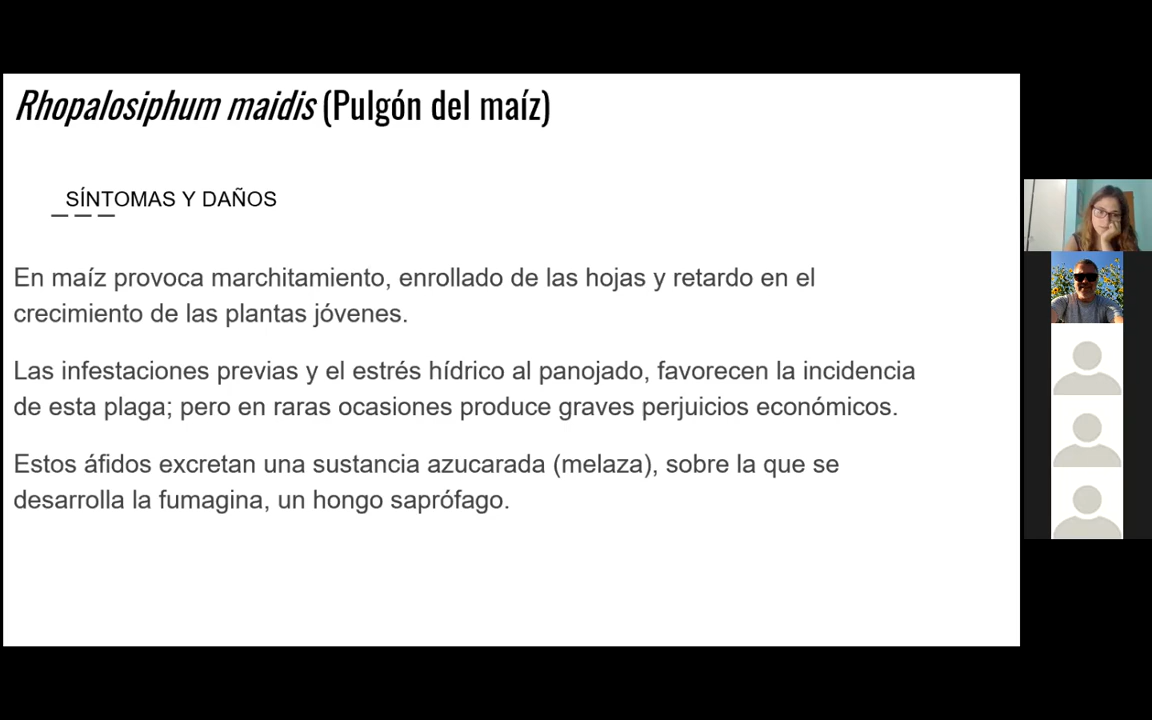 Rhopalosiphum maidis (Pulgón del maíz)
SÍNTOMAS Y DAÑOS
En maíz provoca marchitamiento, enrollado de las hojas y retardo en el
crecimiento de las plantas jóvenes.
Las infestaciones previas y el estrés hídrico al panojado, favorecen la incidencia
de esta plaga; pero en raras ocasiones produce graves perjuicios económicos.
Estos áfidos excretan una sustancia azucarada (melaza), sobre la que se
desarrolla la fumagina, un hongo saprófago.